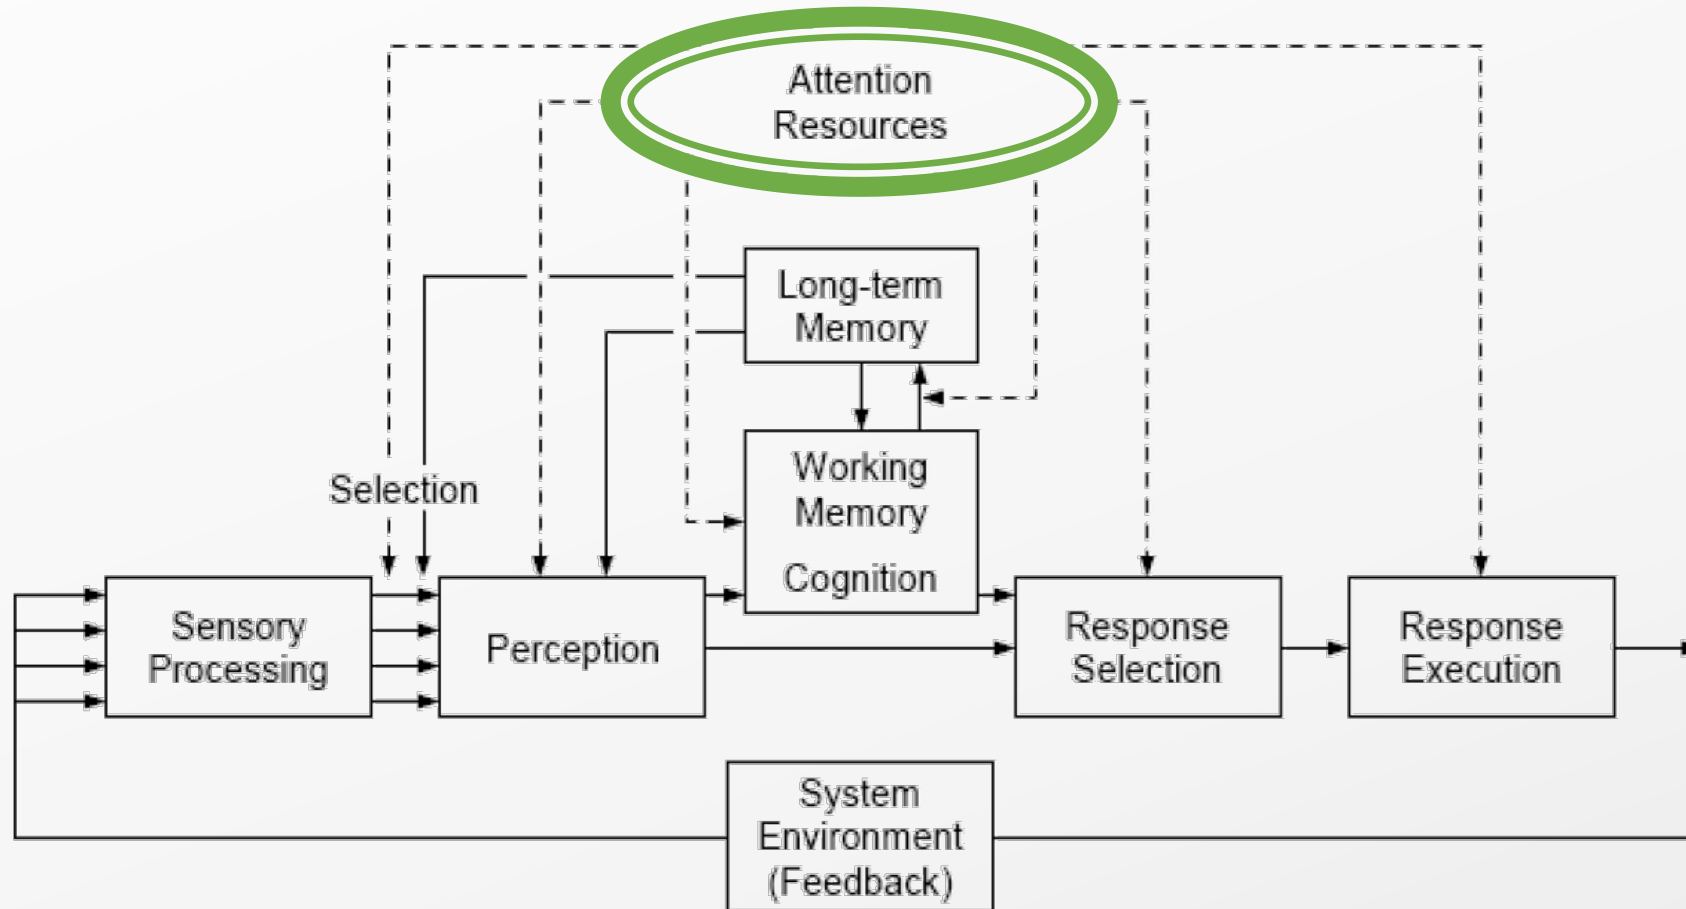 Attention
Resources
Long-term
Memory
Working
Memory
Cognition
Selection
Sensory
Processing
Perception
Response
Selection
Response
Execution
System
Environment
(Feedback)